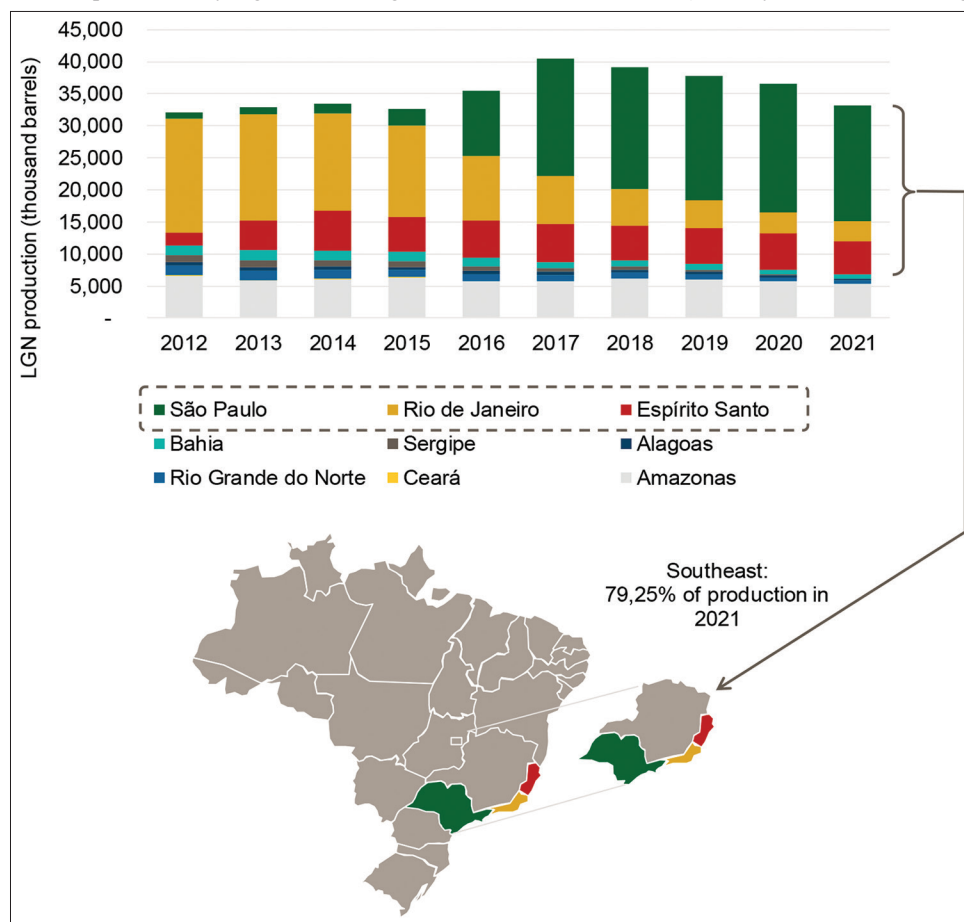 LGN production (thousand barrels)
45,000
40,000
35,000
30,000
25,000
20,000
15,000
10,000
5,000
-
2012 2013 2014 2015 2016 2017 2018 2019 2020 2021
São Paulo Rio de Janeiro Espírito Santo
Bahia Sergipe Alagoas
Rio Grande do Norte Ceará Amazonas
Southeast:
79,25% of production in
2021